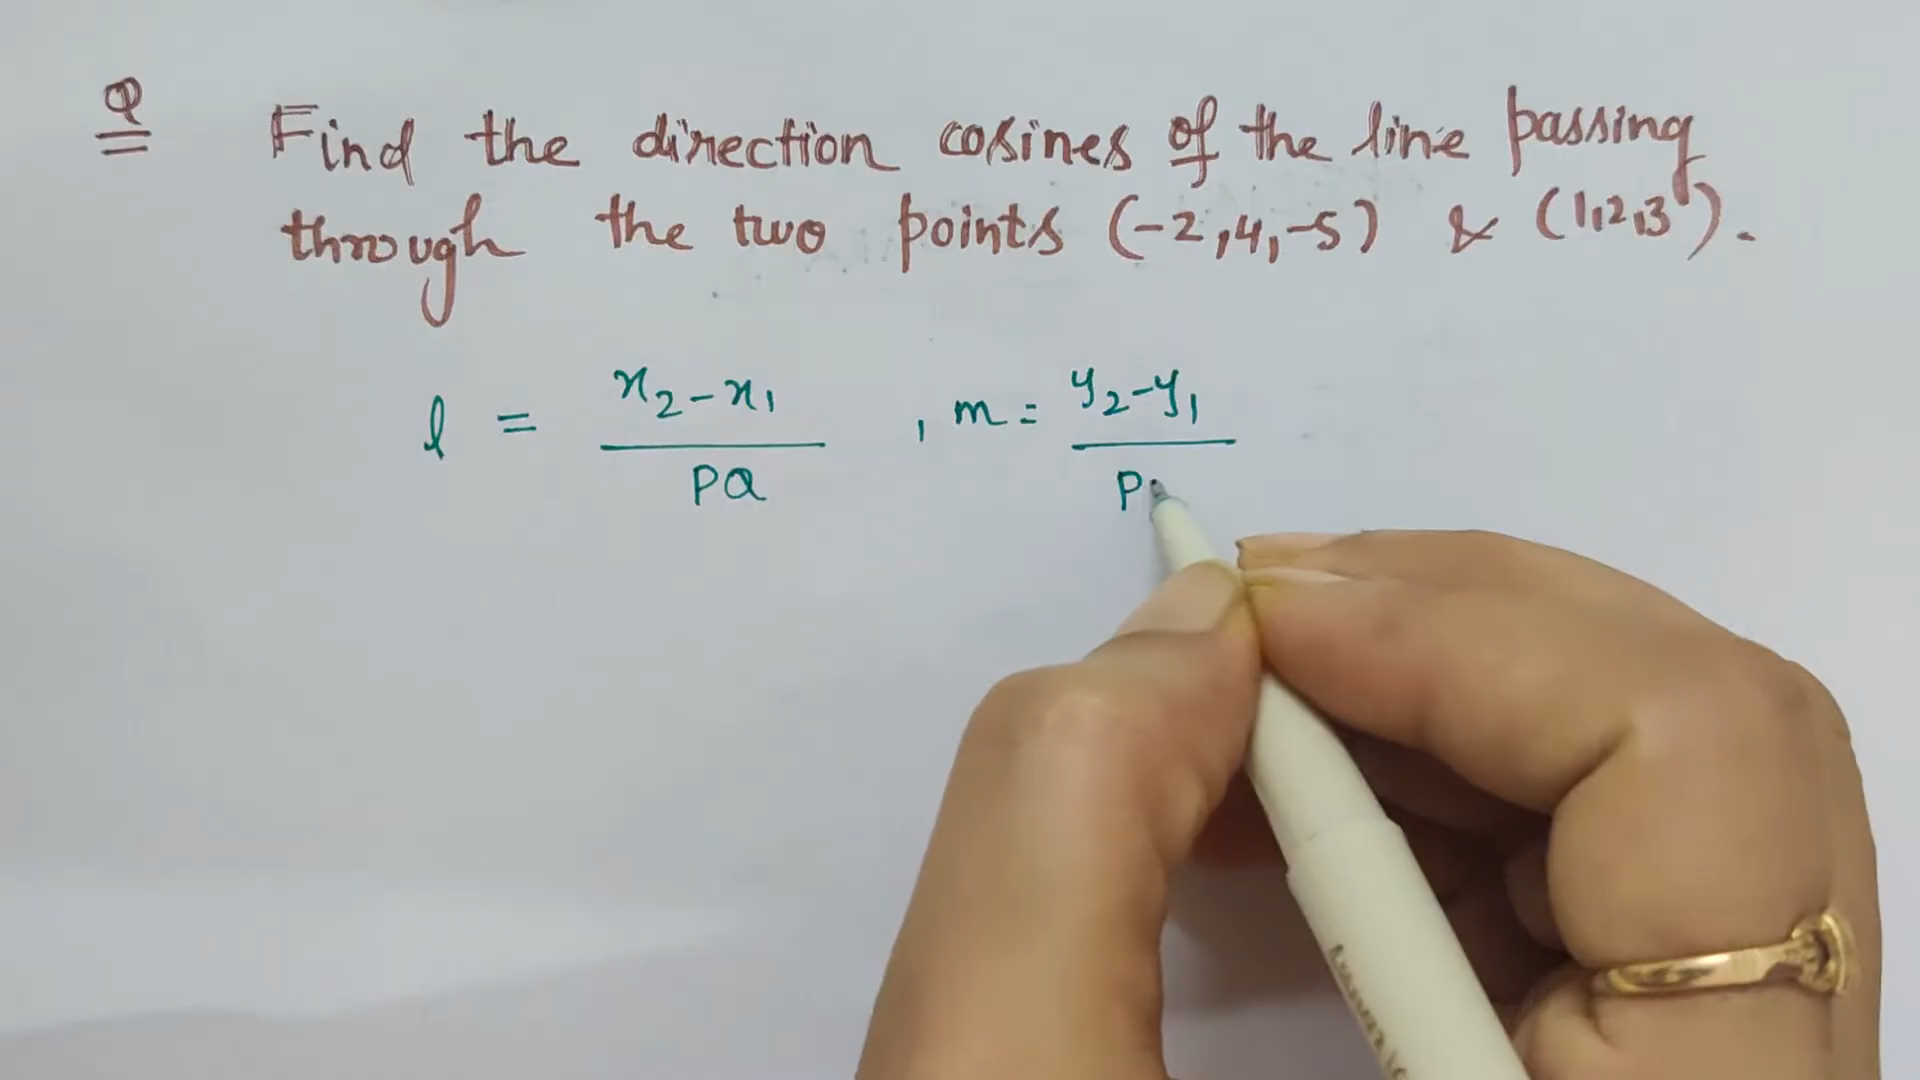 Q Find the direction cosines of the line passing
through the two points (-2,4,-5) & (1,2,3).
l = x2-x1 / PQ , m = y2-y1 / P